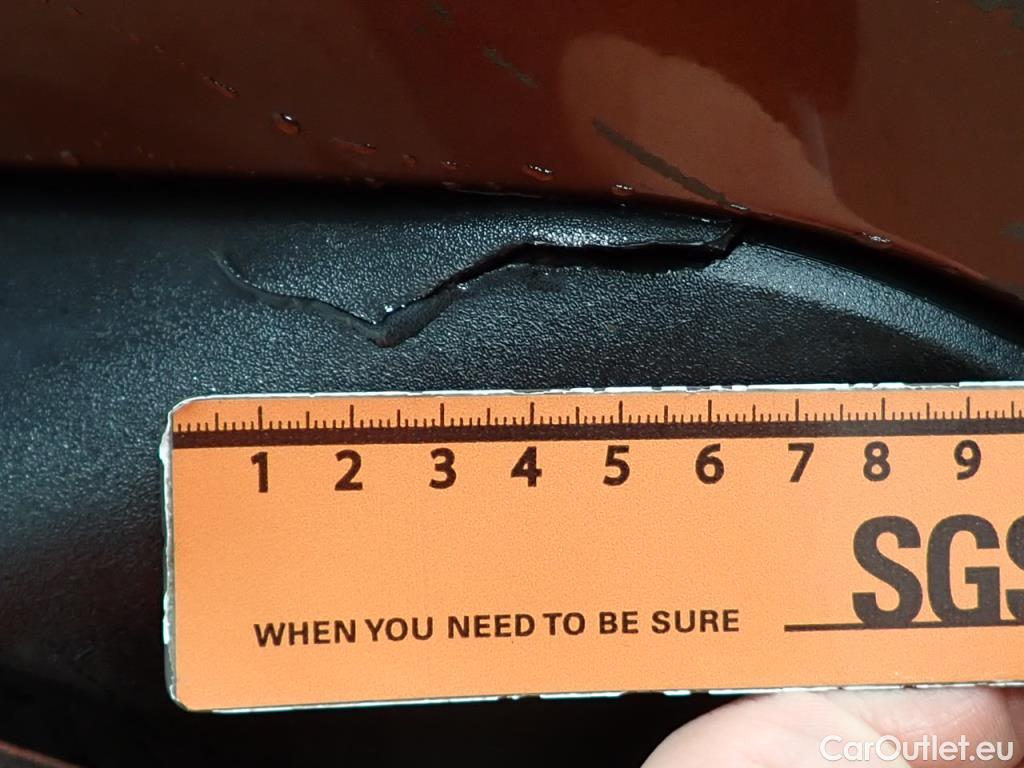 1 2 3 4 5 6 7 8 9
SGS
WHEN YOU NEED TO BE SURE
CarOutlet.eu